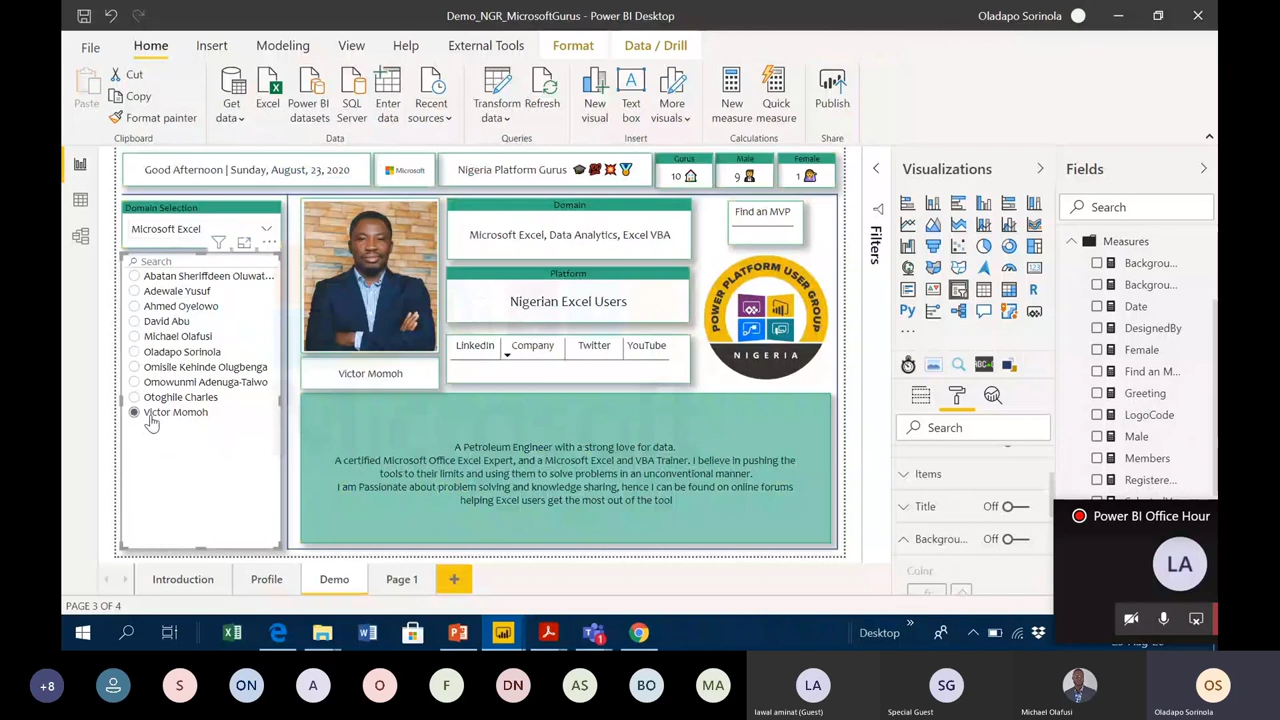 Demo_NGR_MicrosoftGurus - Power BI Desktop
Oladapo Sorinola
File
Home
Insert
Modeling
View
Help
External Tools
Format
Data / Drill
Paste
Cut
Copy
Format painter
Get data
Excel
Power BI datasets
SQL Server
Enter data
Recent sources
Transform data
Refresh
New visual
Text box
More visuals
New measure
Quick measure
Publish
Clipboard
Data
Queries
Insert
Calculations
Share
Good Afternoon | Sunday, August, 23, 2020
Microsoft
Nigeria Platform Gurus
Gurus
10
Male
9
Female
1
Domain Selection
Microsoft Excel
Search
Abatan Sheriffdeen Oluwat...
Adewale Yusuf
Ahmed Oyelowo
David Abu
Michael Olafusi
Oladapo Sorinola
Omisile Kehinde Olugbenga
Omowunmi Adenuga-Taiwo
Otoghile Charles
Victor Momoh
Victor Momoh
Domain
Microsoft Excel, Data Analytics, Excel VBA
Platform
Nigerian Excel Users
LinkedIn
Company
Twitter
YouTube
Find an MVP
POWER PLATFORM USER GROUP
NIGERIA
A Petroleum Engineer with a strong love for data.
A certified Microsoft Office Excel Expert, and a Microsoft Excel and VBA Trainer. I believe in pushing the
tools to their limits and using them to solve problems in an unconventional manner.
I am Passionate about problem solving and knowledge sharing, hence I can be found on online forums
helping Excel users get the most out of the tool
Filters
Visualizations
R
Py
ABC
Search
Items
Title
Off
Backgrou...
Off
Color
Fields
Search
Measures
Backgrou...
Backgrou...
Date
DesignedBy
Female
Find an M...
Greeting
LogoCode
Male
Members
Registere...
Introduction
Profile
Demo
Page 1
PAGE 3 OF 4
Power BI Office Hour
LA
Desktop
+8
S
ON
A
O
F
DN
AS
BO
MA
LA
lawal aminat (Guest)
SG
Special Guest
Michael Olafusi
OS
Oladapo Sorinola